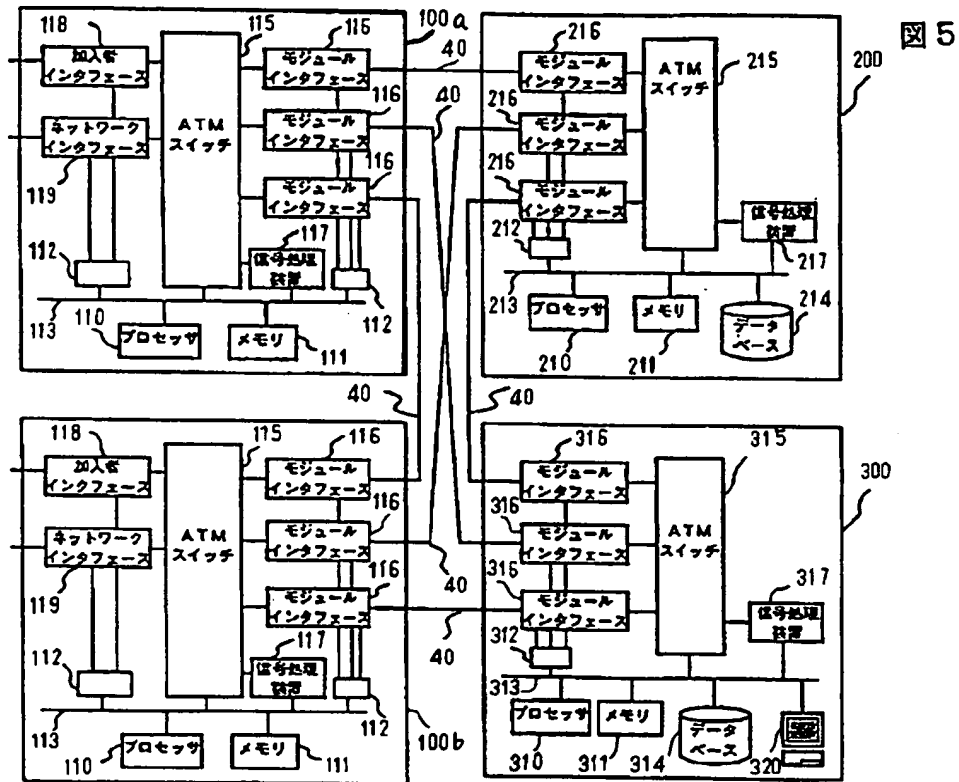 図5
118
115
116
100a
40
216
215
200
加入者
インタフェース
モジュール
インタフェース
モジュール
インタフェース
ATM
スイッチ
ATM
スイッチ
116
40
216
ネットワーク
インタフェース
モジュール
インタフェース
モジュール
インタフェース
116
216
119
モジュール
インタフェース
モジュール
インタフェース
117
212
信号処理
装置
112
信号処理
装置
217
113
110
プロセッサ
メモリ
111
112
213
プロセッサ
210
メモリ
211
データ
ベース
214
40
40
118
115
116
316
315
300
加入者
インタフェース
モジュール
インタフェース
モジュール
インタフェース
ATM
スイッチ
ATM
スイッチ
116
316
ネットワーク
インタフェース
モジュール
インタフェース
40
モジュール
インタフェース
116
316
119
モジュール
インタフェース
40
モジュール
インタフェース
317
117
312
信号処理
装置
112
信号処理
装置
112
313
113
110
プロセッサ
メモリ
111
100b
プロセッサ
310
メモリ
311
データ
ベース
314
320